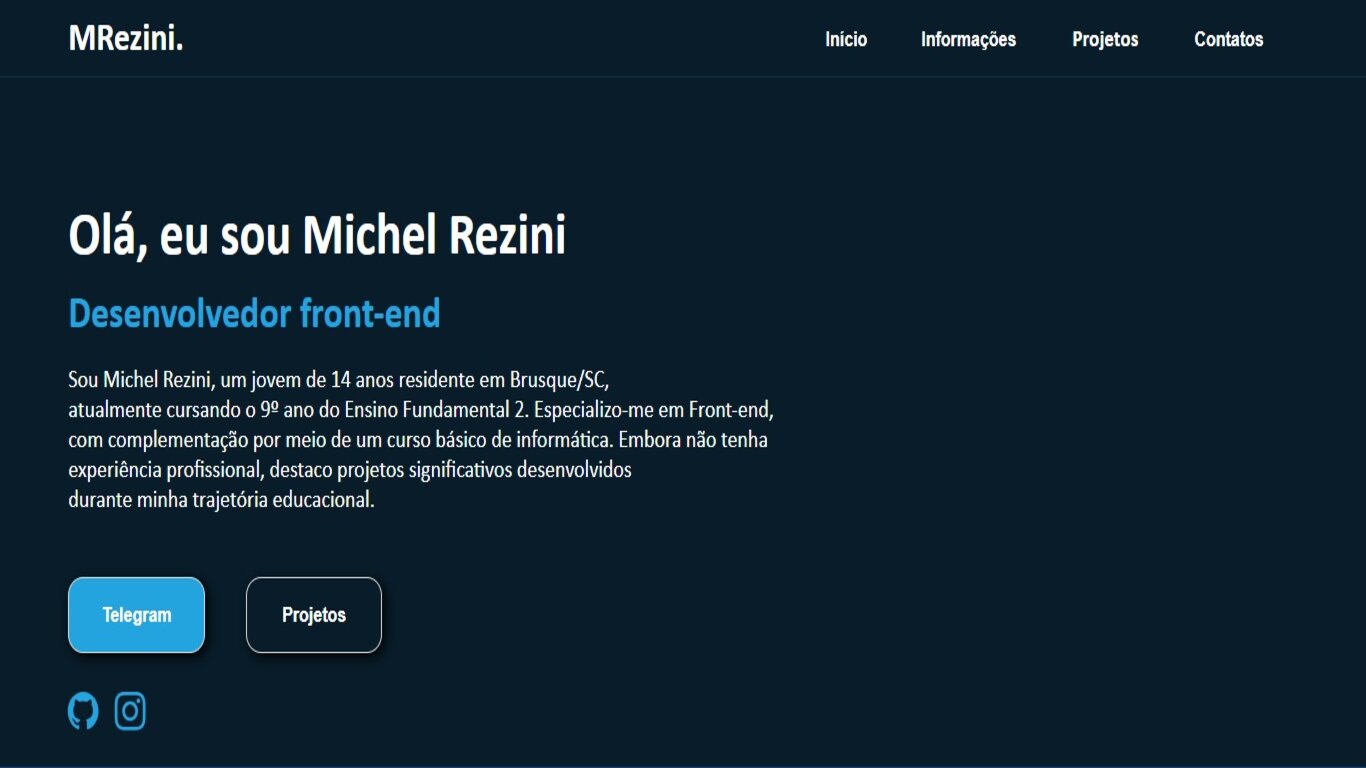 MRezini.
Início Informações Projetos Contatos
Olá, eu sou Michel Rezini
Desenvolvedor front-end
Sou Michel Rezini, um jovem de 14 anos residente em Brusque/SC,
atualmente cursando o 9º ano do Ensino Fundamental 2. Especializo-me em Front-end,
com complementação por meio de um curso básico de informática. Embora não tenha
experiência profissional, destaco projetos significativos desenvolvidos
durante minha trajetória educacional.
Telegram Projetos